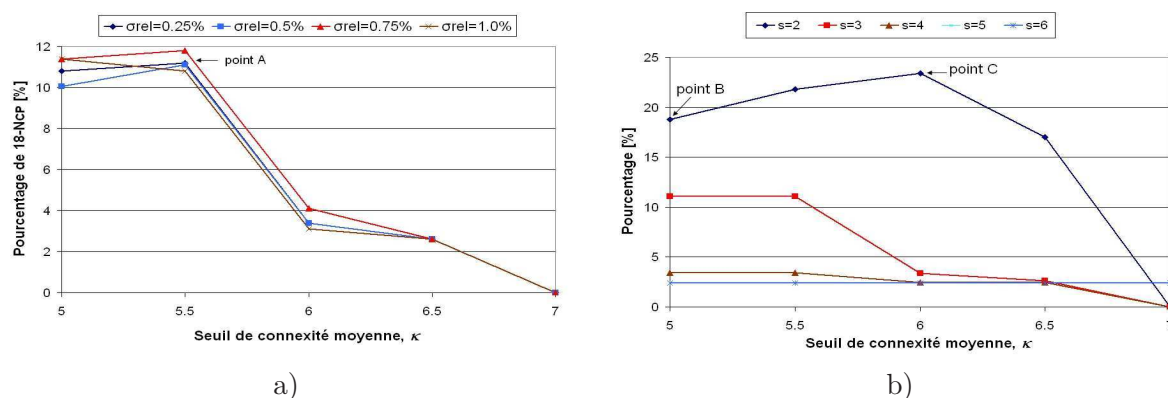 σrel=0.25% σrel=0.5% σrel=0.75% σrel=1.0%
12
10
8
6
4
2
0
Pourcentage de 18-NCP [%]
point A
5 5.5 6 6.5 7
Seuil de connexité moyenne, κ
a)
s=2 s=3 s=4 s=5 s=6
25
20
15
10
5
0
Pourcentage [%]
point B
point C
5 5.5 6 6.5 7
Seuil de connexité moyenne, κ
b)